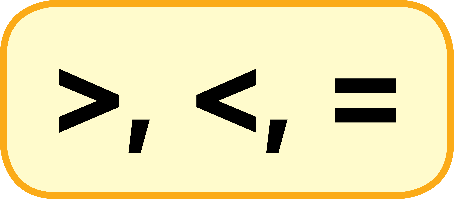 >, <, =